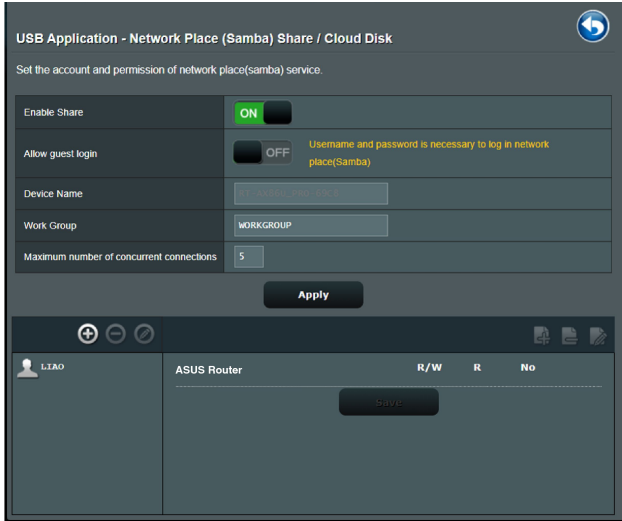 USB Application - Network Place (Samba) Share / Cloud Disk
Set the account and permission of network place(samba) service.
Enable Share ON
Allow guest login OFF Username and password is necessary to log in network
place(Samba)
Device Name
Work Group WORKGROUP
Maximum number of concurrent connections 5
Apply
LIAO ASUS Router R/W R No
Save